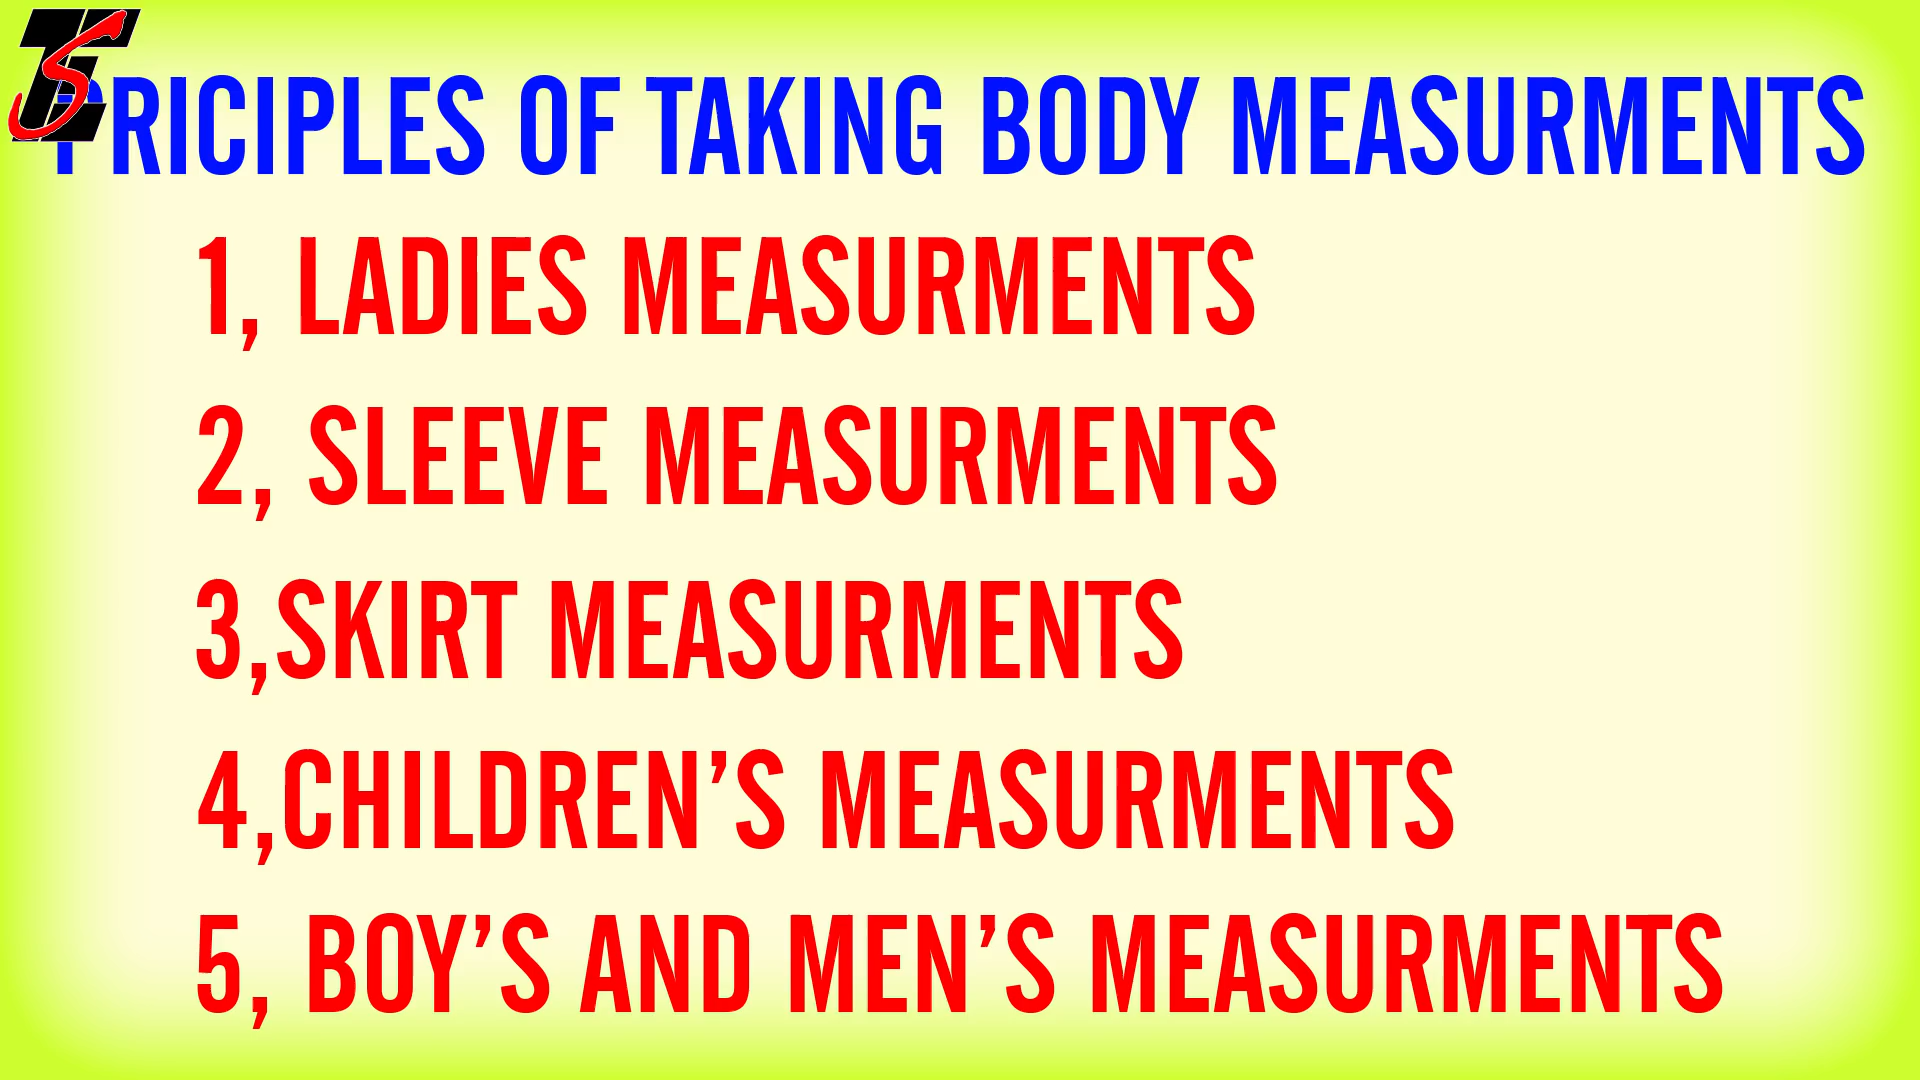 PRICIPLES OF TAKING BODY MEASURMENTS
1, LADIES MEASURMENTS
2, SLEEVE MEASURMENTS
3,SKIRT MEASURMENTS
4,CHILDREN’S MEASURMENTS
5, BOY’S AND MEN’S MEASURMENTS